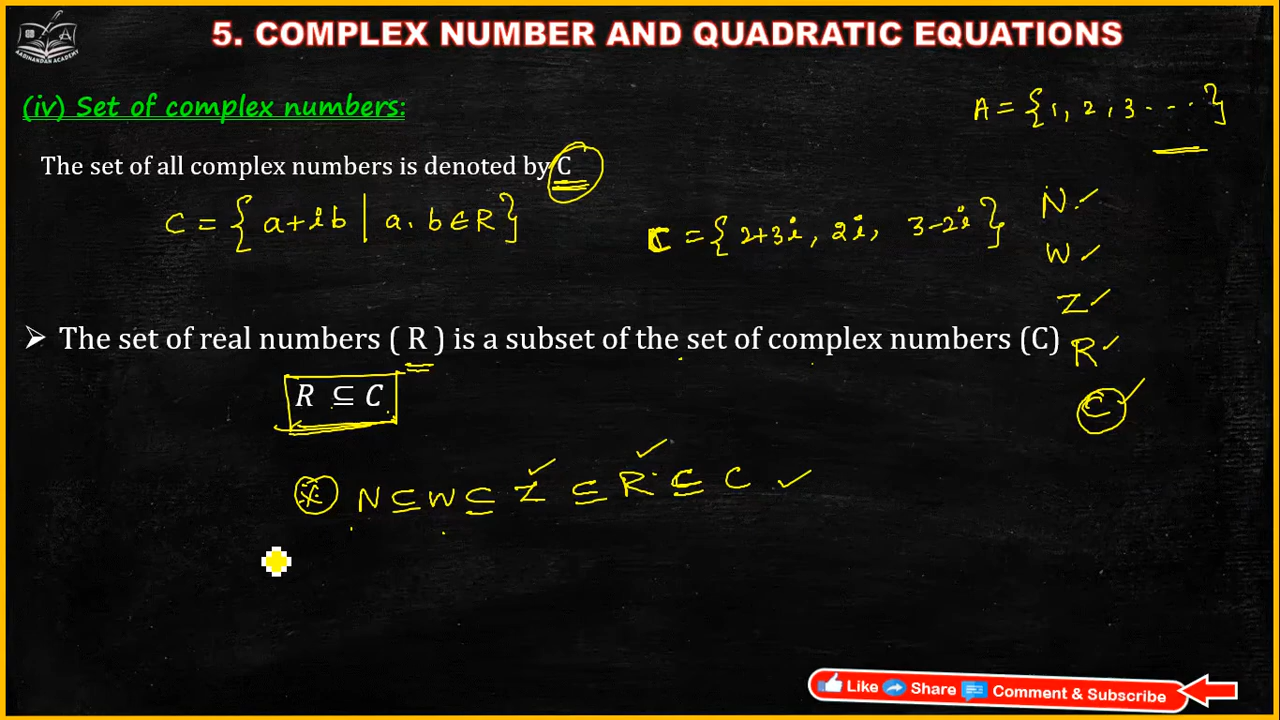 5. COMPLEX NUMBER AND QUADRATIC EQUATIONS
AADINANDAN ACADEMY
(iv) Set of complex numbers:
A = {1, 2, 3 ... }
The set of all complex numbers is denoted by C
C = { a+ib | a, b ∈ R }
C = { 2+3i, 2i, 3-2i }
N ✓
W ✓
Z ✓
➢ The set of real numbers ( R ) is a subset of the set of complex numbers (C)
R ✓
R ⊆ C
C ✓
N ⊆ W ⊆ Z ⊆ R ⊆ C ✓
Like Share Comment & Subscribe